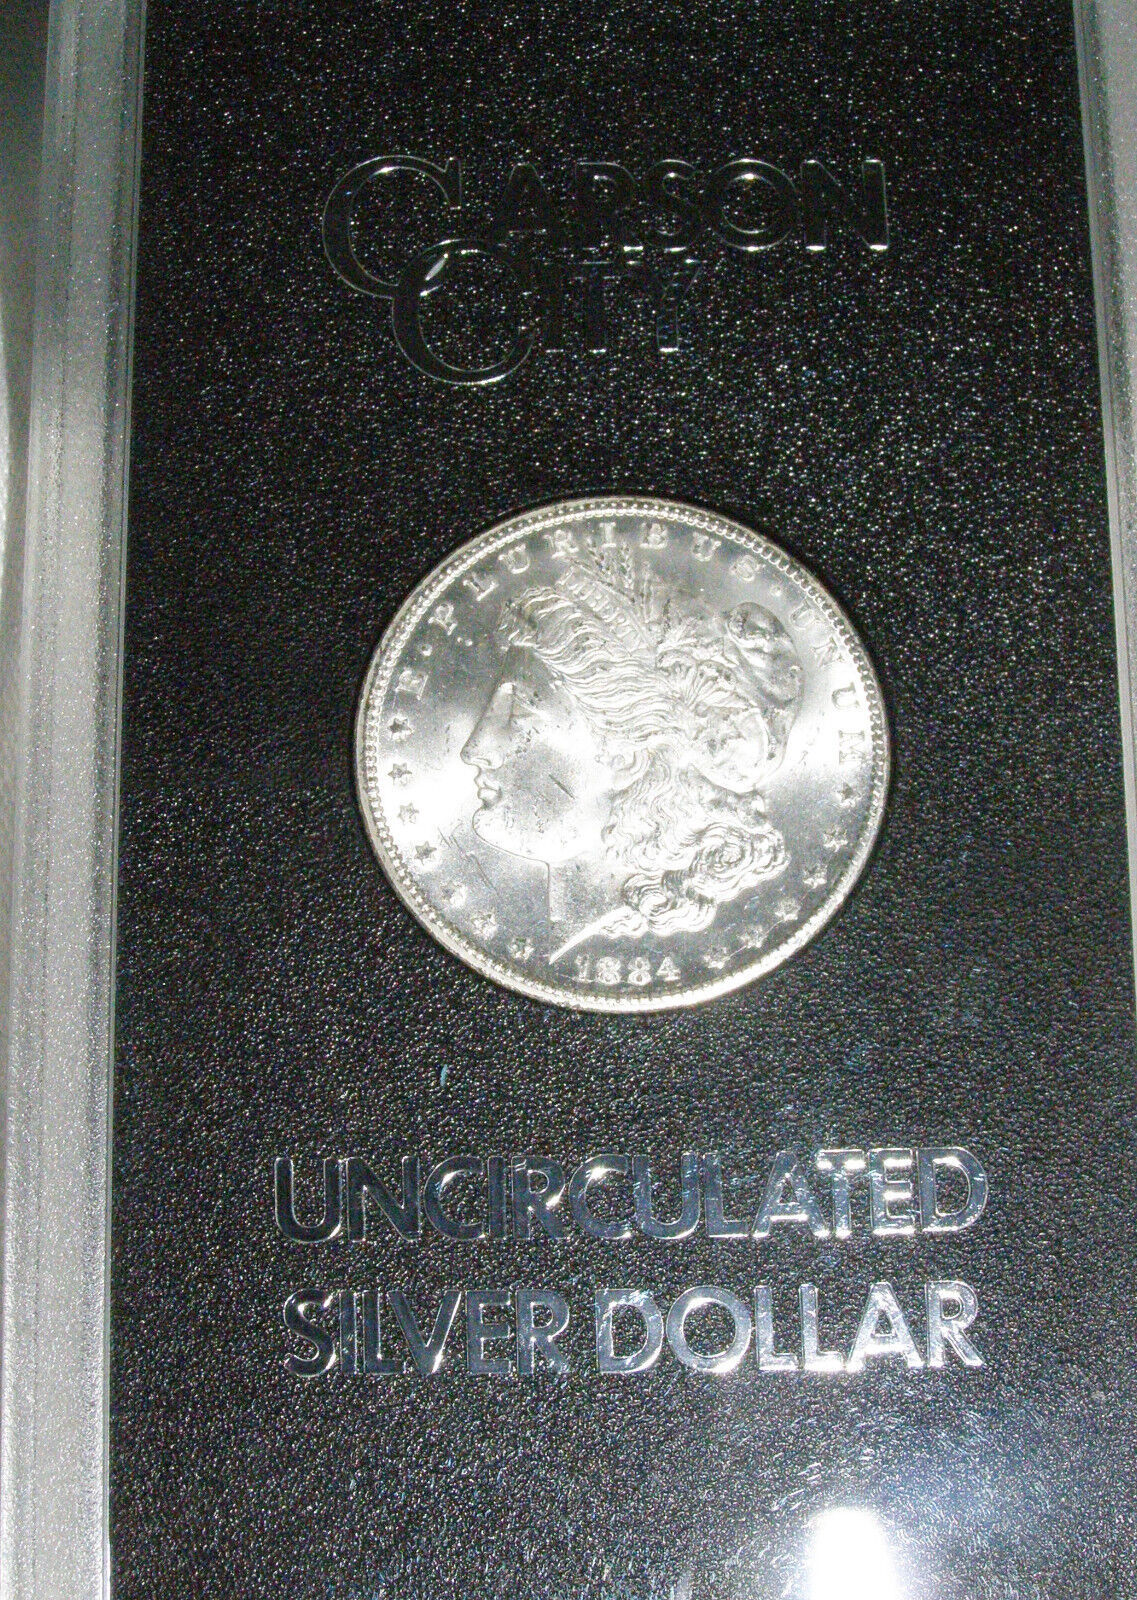 CARSON
CITY
E·PLURIBUS·UNUM
LIBERTY
1884
UNCIRCULATED
SILVER DOLLAR